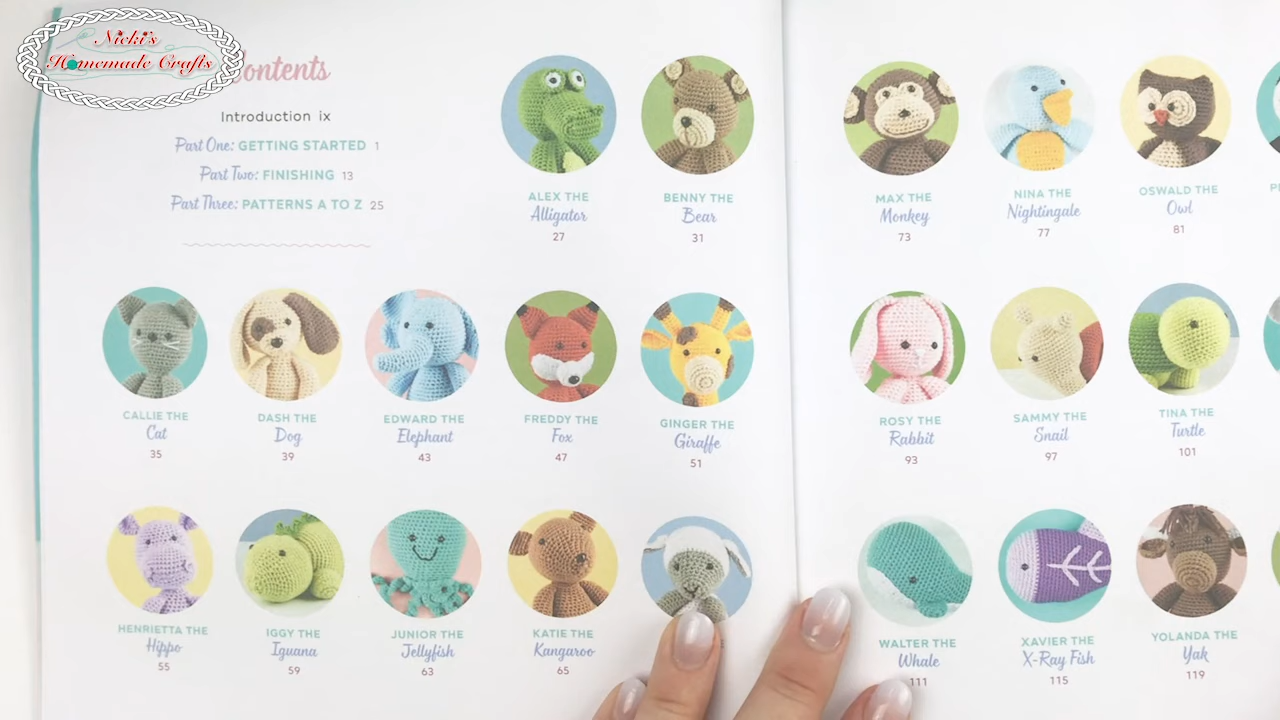 Nicki's
Homemade Crafts
ontents
Introduction ix
Part One: GETTING STARTED 1
Part Two: FINISHING 13
Part Three: PATTERNS A TO Z 25
ALEX THE
Alligator
27
BENNY THE
Bear
31
CALLIE THE
Cat
35
DASH THE
Dog
39
EDWARD THE
Elephant
43
FREDDY THE
Fox
47
GINGER THE
Giraffe
51
HENRIETTA THE
Hippo
55
IGGY THE
Iguana
59
JUNIOR THE
Jellyfish
63
KATIE THE
Kangaroo
65
MAX THE
Monkey
73
NINA THE
Nightingale
77
OSWALD THE
Owl
81
ROSY THE
Rabbit
93
SAMMY THE
Snail
97
TINA THE
Turtle
101
WALTER THE
Whale
111
XAVIER THE
X-Ray Fish
115
YOLANDA THE
Yak
119